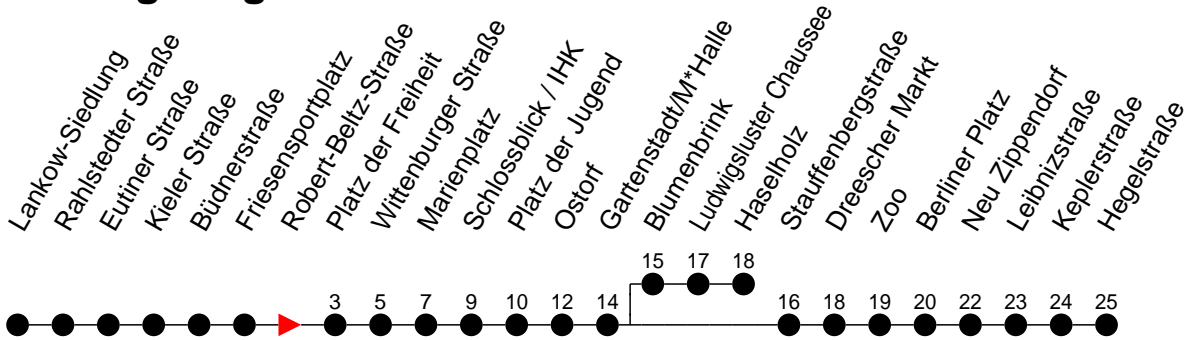 Lankow-Siedlung
Rahlstedter Straße
Eutiner Straße
Kieler Straße
Büdnerstraße
Friesensportplatz
Robert-Beltz-Straße
Platz der Freiheit
Wittenburger Straße
Marienplatz
Schlossblick / IHK
Platz der Jugend
Ostorf
Gartenstadt/M*Halle
Blumenbrink
Ludwigsluster Chaussee
Haselholz
Stauffenbergstraße
Dreescher Markt
Zoo
Berliner Platz
Neu Zippendorf
Leibnizstraße
Keplerstraße
Hegelstraße
15 17 18
3 5 7 9 10 12 14 16 18 19 20 22 23 24 25